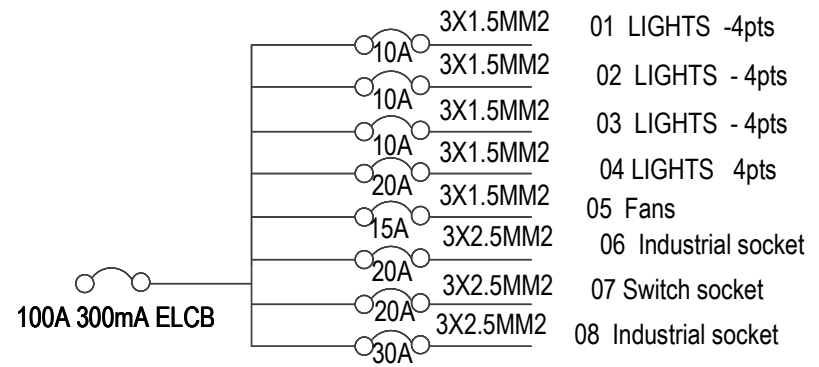 3X1.5MM2 01 LIGHTS -4pts
10A
3X1.5MM2 02 LIGHTS - 4pts
10A
3X1.5MM2 03 LIGHTS - 4pts
10A
3X1.5MM2 04 LIGHTS 4pts
20A
3X1.5MM2 05 Fans
15A
3X2.5MM2 06 Industrial socket
20A
3X2.5MM2 07 Switch socket
20A
100A 300mA ELCB
3X2.5MM2 08 Industrial socket
30A